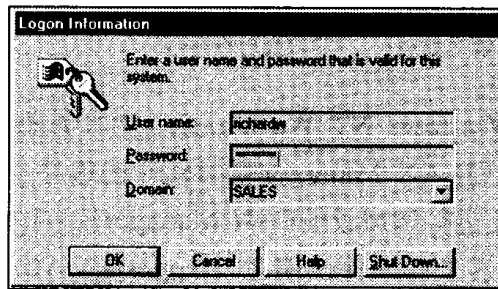 Logon Information
Enter a user name and password that is valid for this
system.
User name:
Password:
Domain: SALES
OK Cancel Help Shut Down...